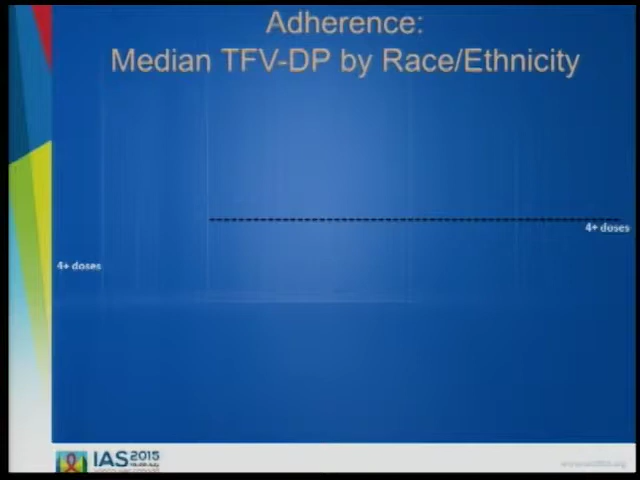 Adherence:
Median TFV-DP by Race/Ethnicity
4+ doses
4+ doses
IAS 2015